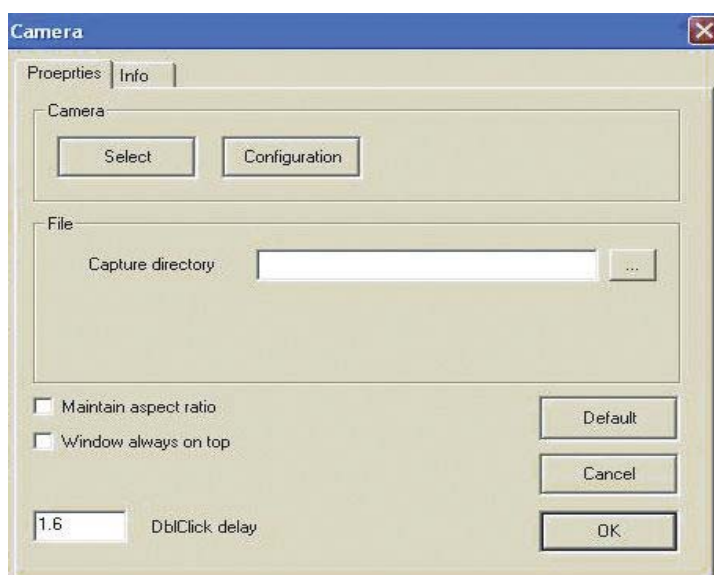 Camera
Proeprties Info
Camera
Select Configuration
File
Capture directory ...
Maintain aspect ratio
Window always on top
Default
Cancel
1.6 DblClick delay
OK